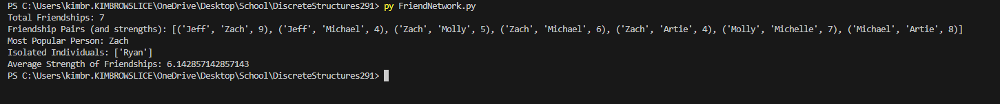 PS C:\Users\kimbr.KIMBROWSLICE\OneDrive\Desktop\School\DiscreteStructures291> py FriendNetwork.py
Total Friendships: 7
Friendship Pairs (and strengths): [('Jeff', 'Zach', 9), ('Jeff', 'Michael', 4), ('Zach', 'Molly', 5), ('Zach', 'Michael', 6), ('Zach', 'Artie', 4), ('Molly', 'Michelle', 7), ('Michael', 'Artie', 8)]
Most Popular Person: Zach
Isolated Individuals: ['Ryan']
Average Strength of Friendships: 6.142857142857143
PS C:\Users\kimbr.KIMBROWSLICE\OneDrive\Desktop\School\DiscreteStructures291>